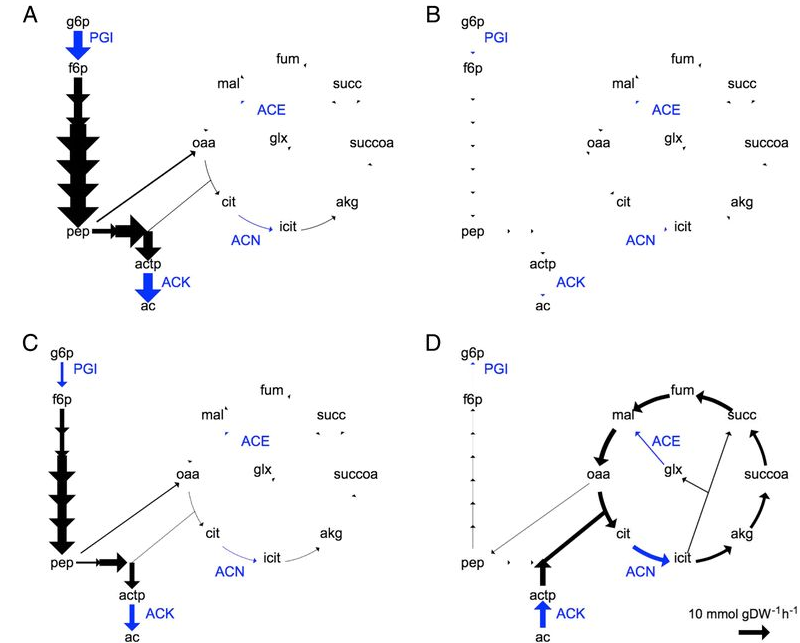 A
g6p
PGI
f6p
fum
mal
succ
ACE
oaa
glx
succoa
cit
akg
pep
ACN
icit
actp
ACK
ac
B
g6p
PGI
f6p
fum
mal
succ
ACE
oaa
glx
succoa
cit
akg
pep
ACN
icit
actp
ACK
ac
C
g6p
PGI
f6p
fum
mal
succ
ACE
oaa
glx
succoa
cit
akg
pep
ACN
icit
actp
ACK
ac
D
g6p
PGI
f6p
fum
mal
succ
ACE
oaa
glx
succoa
cit
akg
pep
ACN
icit
actp
ACK
ac
10 mmol gDW⁻¹h⁻¹